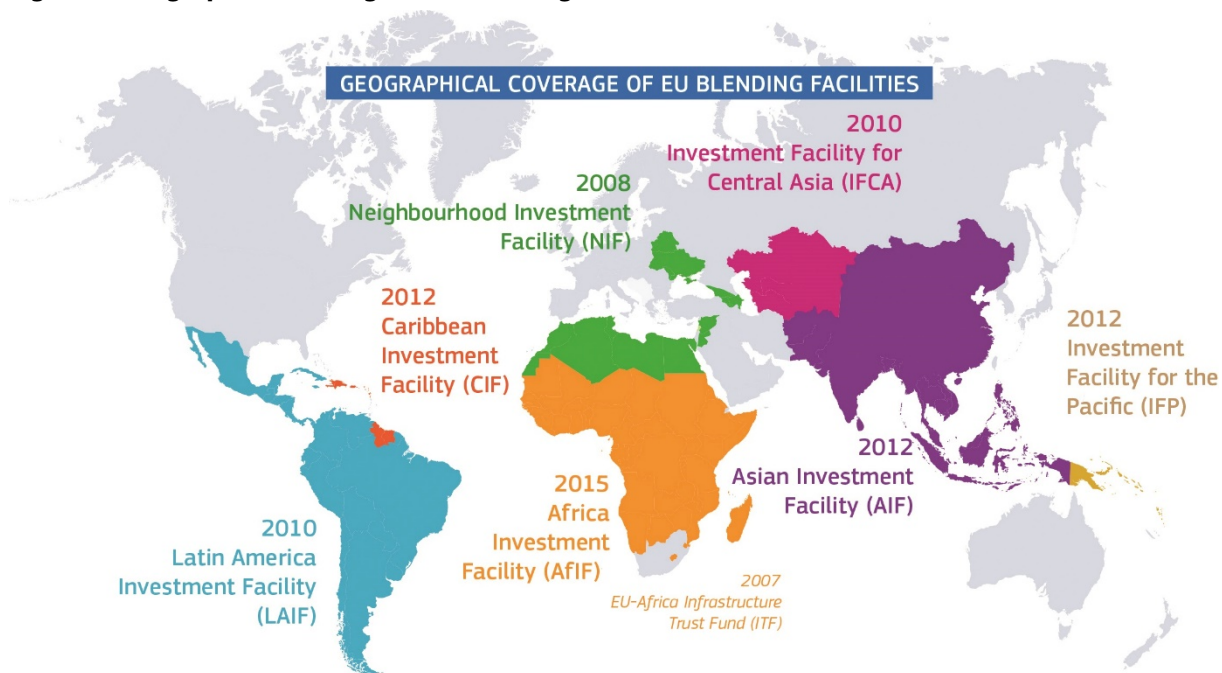 GEOGRAPHICAL COVERAGE OF EU BLENDING FACILITIES
2010
Investment Facility for
Central Asia (IFCA)
2008
Neighbourhood Investment
Facility (NIF)
2012
Caribbean
Investment
Facility (CIF)
2012
Investment
Facility for the
Pacific (IFP)
2012
Asian Investment
Facility (AIF)
2015
Africa
Investment
Facility (AfIF)
2010
Latin America
Investment Facility
(LAIF)
2007
EU-Africa Infrastructure
Trust Fund (ITF)